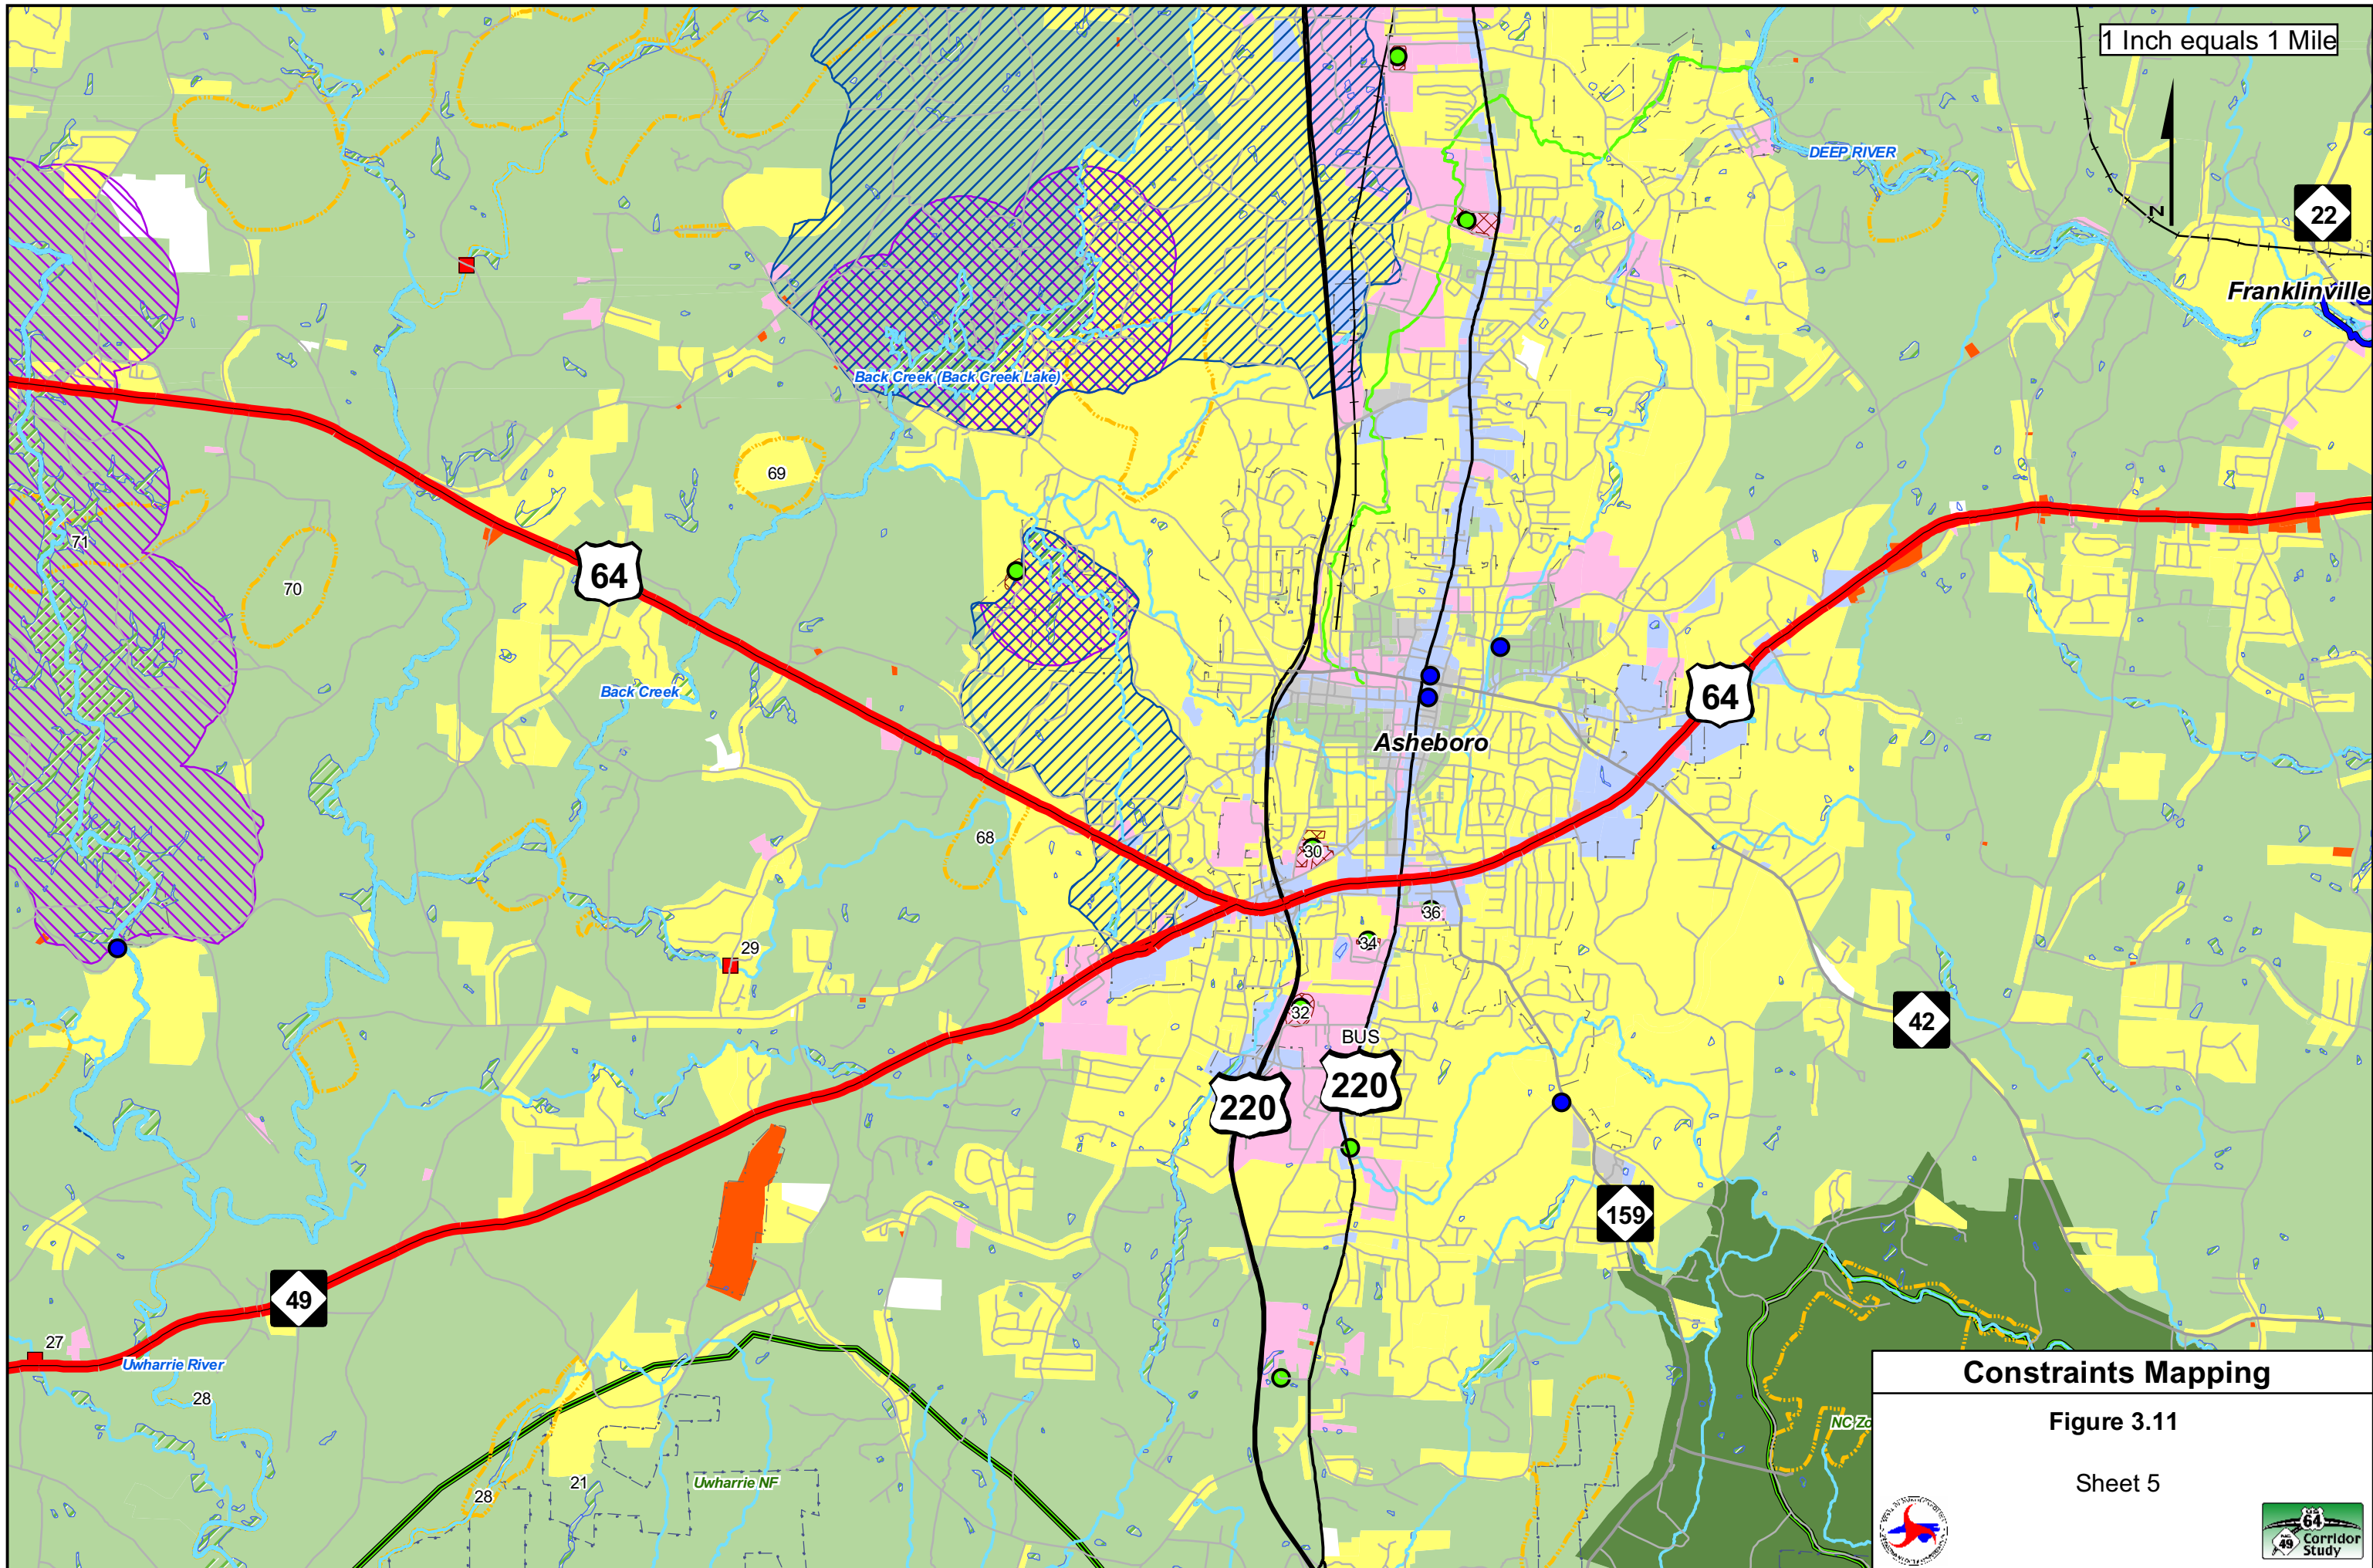 1 Inch equals 1 Mile
DEEP RIVER
N
22
Franklinville
Back Creek (Back Creek Lake)
69
71
70
64
Back Creek
64
Asheboro
68
30
36
34
29
32
42
BUS
220
220
159
49
27
Uwharrie River
28
28
21
Uwharrie NF
NC Zo
Constraints Mapping
Figure 3.11
Sheet 5
64
49
Corridor
Study